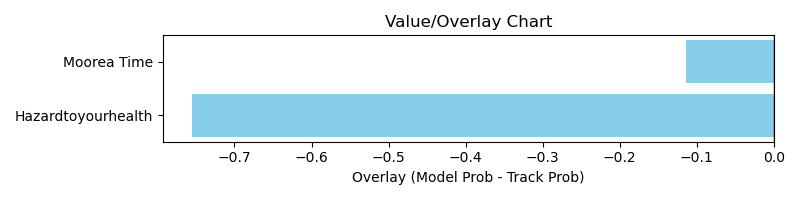 Value/Overlay Chart
Moorea Time
Hazardtoyourhealth
−0.7 −0.6 −0.5 −0.4 −0.3 −0.2 −0.1 0.0
Overlay (Model Prob - Track Prob)